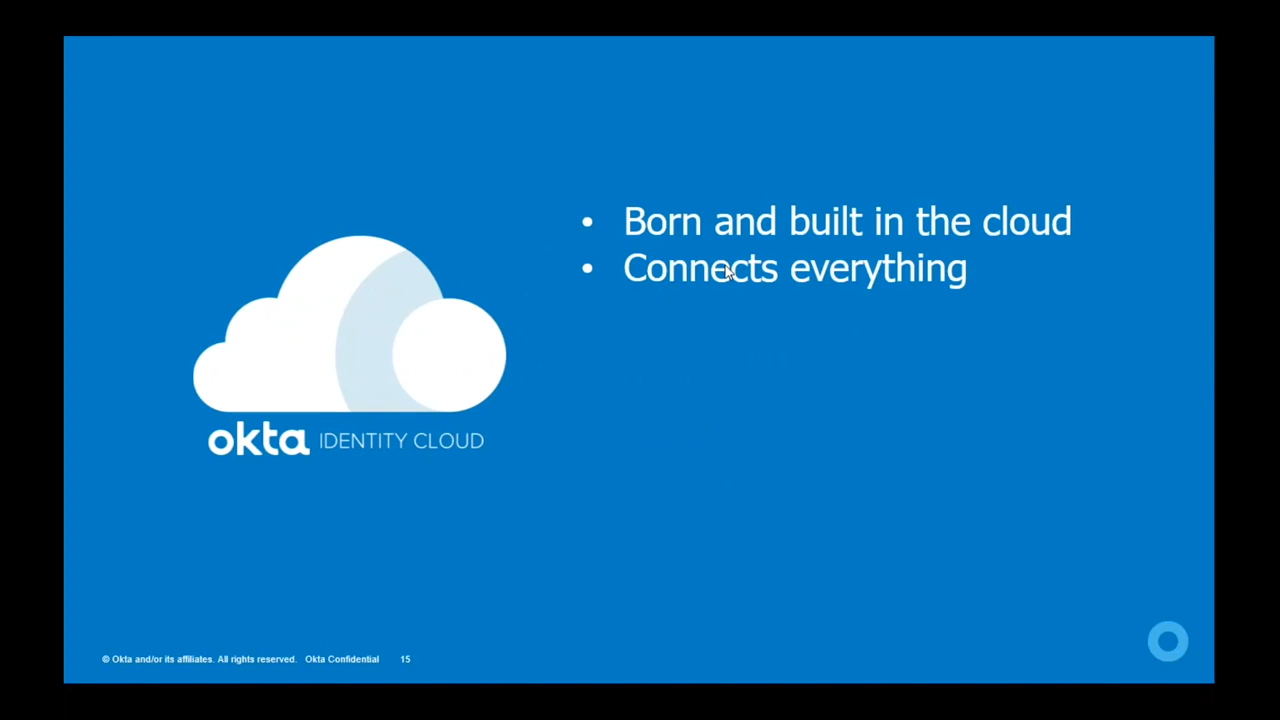 • Born and built in the cloud
• Connects everything
okta IDENTITY CLOUD
© Okta and/or its affiliates. All rights reserved. Okta Confidential 15